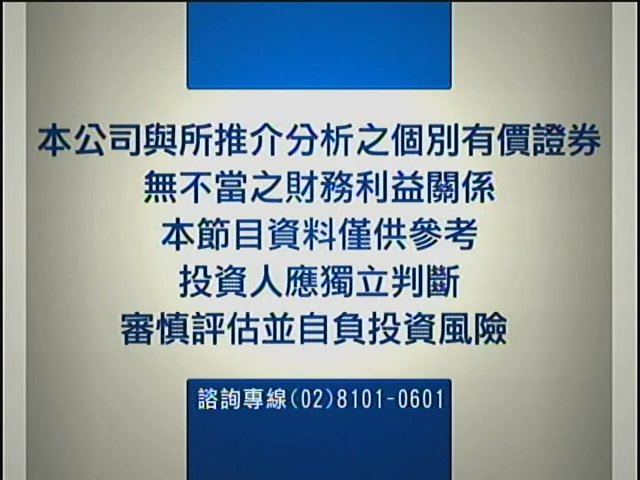 本公司與所推介分析之個別有價證券
無不當之財務利益關係
本節目資料僅供參考
投資人應獨立判斷
審慎評估並自負投資風險
諮詢專線(02)8101-0601